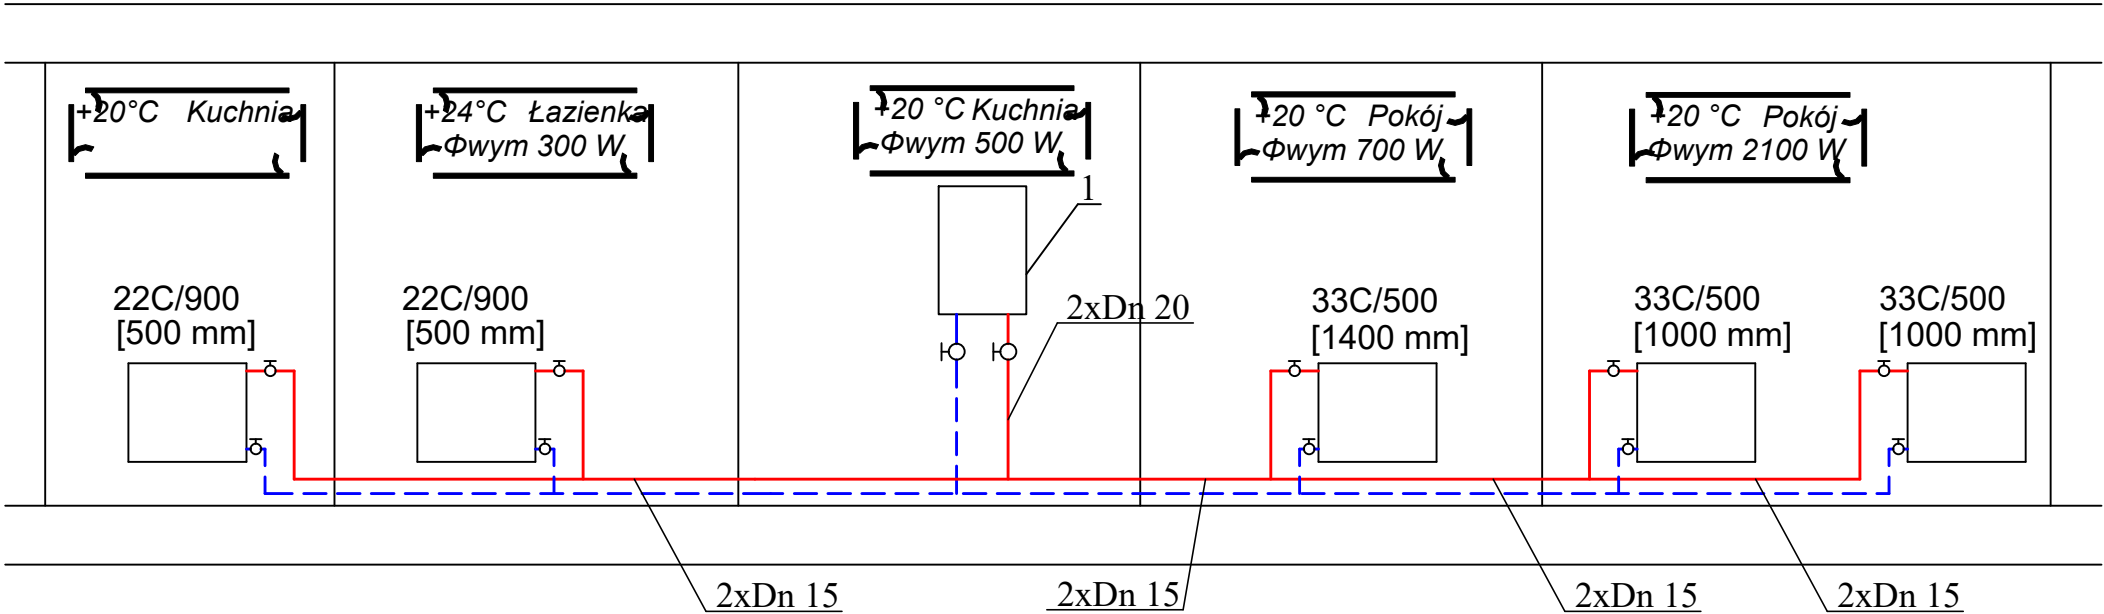 +20°C Kuchnia
+24°C Łazienka
Φwym 300 W
+20 °C Kuchnia
Φwym 500 W
+20 °C Pokój
Φwym 700 W
+20 °C Pokój
Φwym 2100 W
1
22C/900
[500 mm]
22C/900
[500 mm]
2xDn 20
33C/500
[1400 mm]
33C/500
[1000 mm]
33C/500
[1000 mm]
2xDn 15
2xDn 15
2xDn 15
2xDn 15